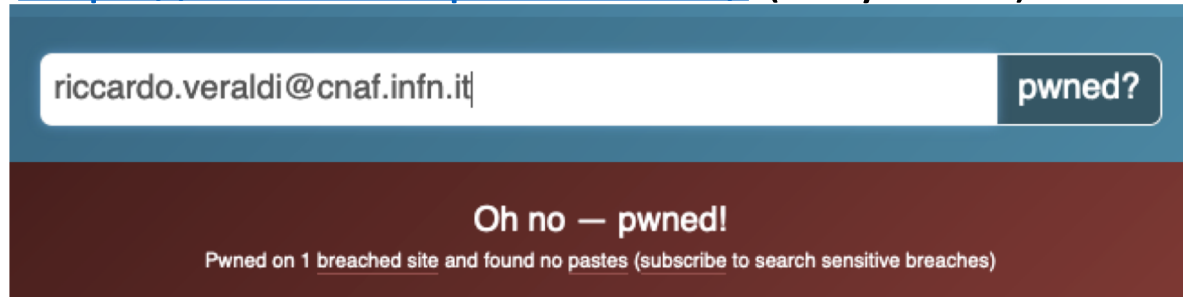 riccardo.veraldi@cnaf.infn.it
pwned?
Oh no — pwned!
Pwned on 1 breached site and found no pastes (subscribe to search sensitive breaches)